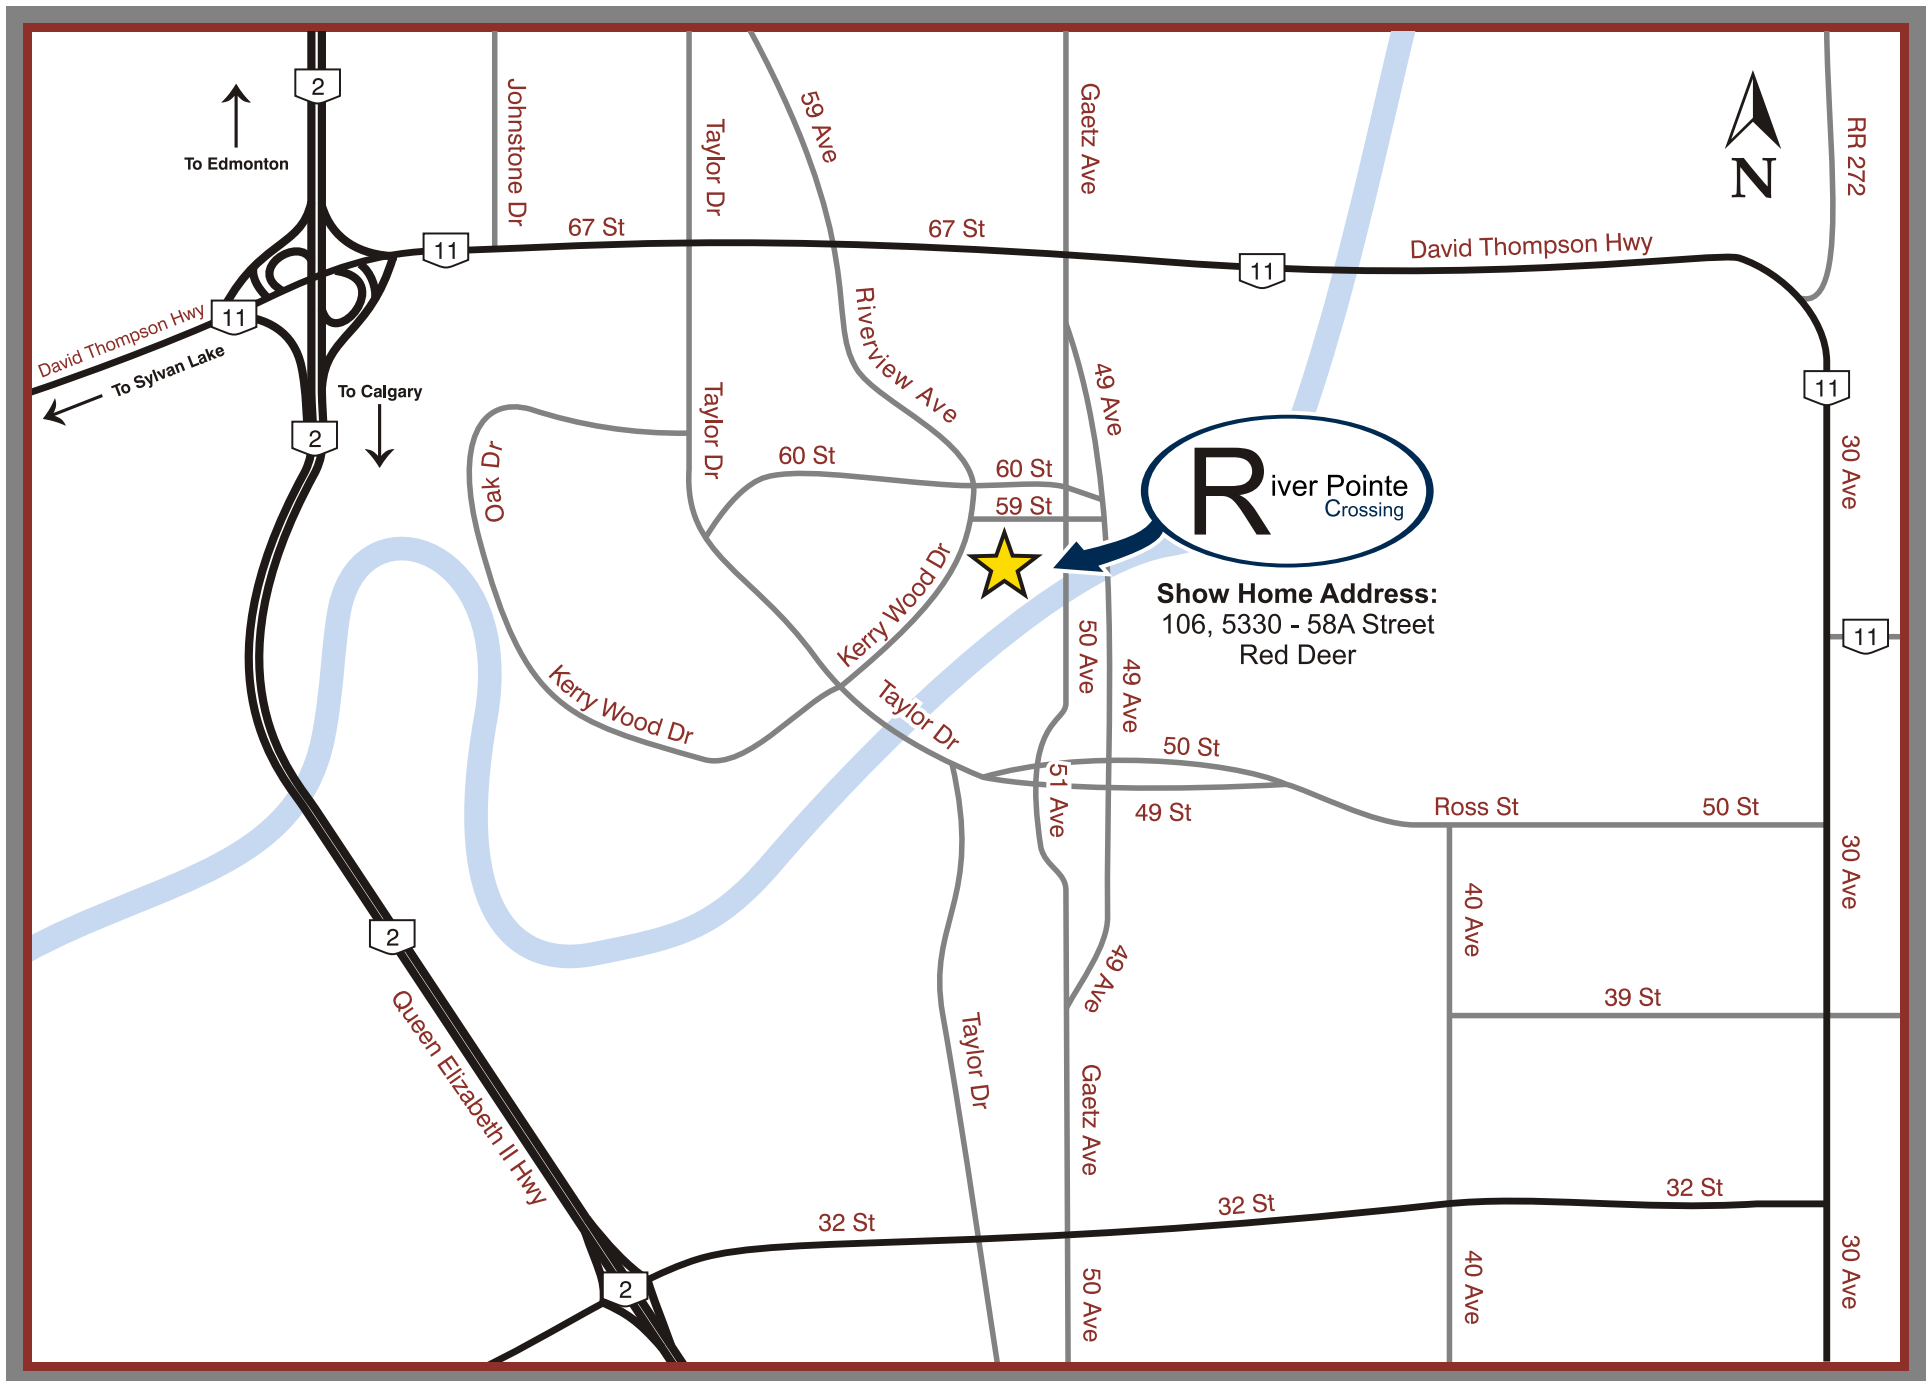 2
To Edmonton
Johnstone Dr
Taylor Dr
59 Ave
Gaetz Ave
N
RR 272
67 St
67 St
11
11
David Thompson Hwy
David Thompson Hwy
11
To Sylvan Lake
To Calgary
2
Riverview Ave
49 Ave
11
30 Ave
Oak Dr
Taylor Dr
60 St
60 St
59 St
River Pointe
Crossing
Show Home Address:
106, 5330 - 58A Street
Red Deer
11
Kerry Wood Dr
Kerry Wood Dr
Taylor Dr
50 Ave
49 Ave
50 St
51 Ave
49 St
Ross St
50 St
30 Ave
40 Ave
2
49 Ave
39 St
Queen Elizabeth II Hwy
Taylor Dr
Gaetz Ave
32 St
32 St
32 St
2
50 Ave
40 Ave
30 Ave